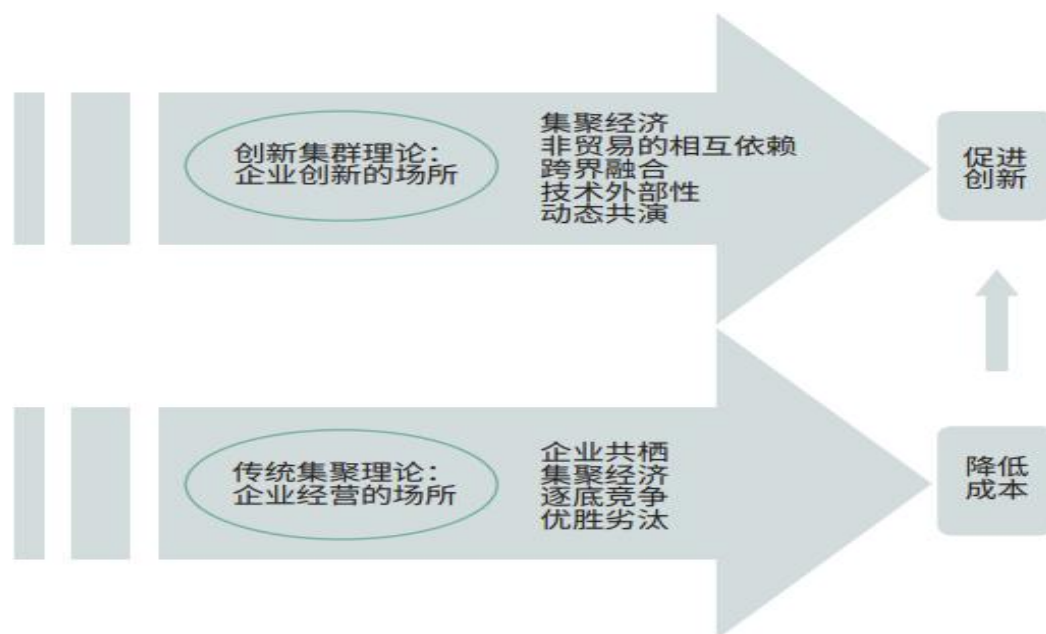 创新集群理论：
企业创新的场所
集聚经济
非贸易的相互依赖
跨界融合
技术外部性
动态共演
促进
创新
传统集聚理论：
企业经营的场所
企业共栖
集聚经济
逐底竞争
优胜劣汰
降低
成本